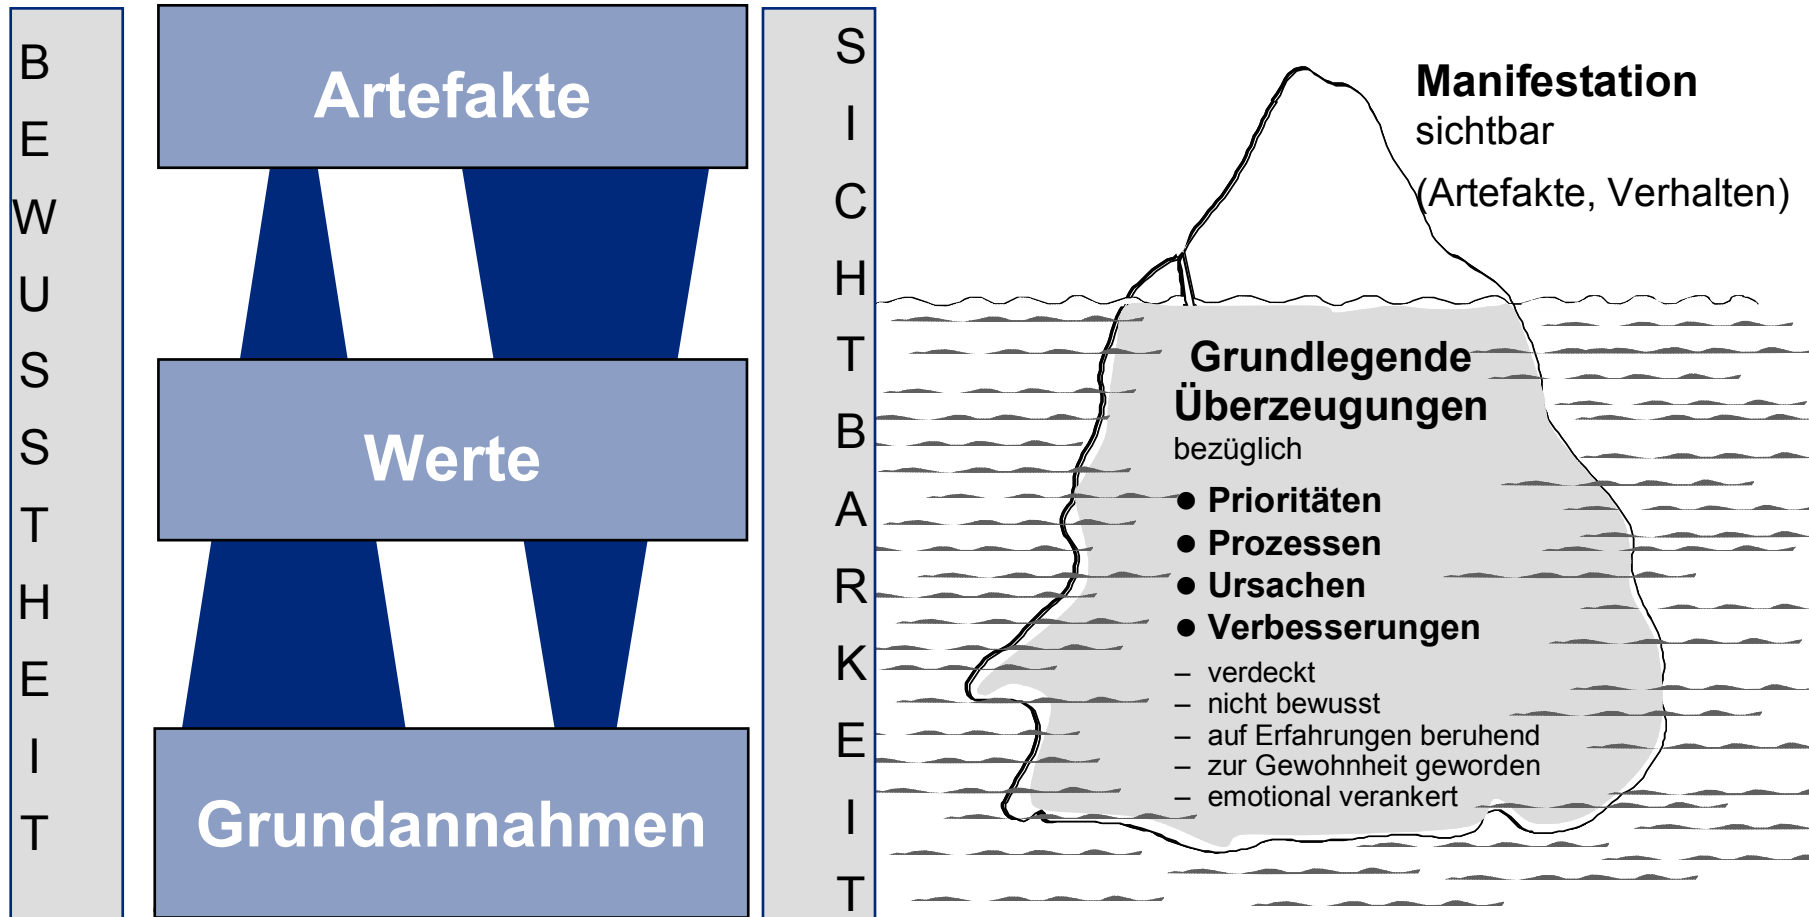 BEWUSSTHEIT
Artefakte
Werte
Grundannahmen
SICHTBARKEIT
Manifestation
sichtbar
(Artefakte, Verhalten)
Grundlegende
Überzeugungen
bezüglich
● Prioritäten
● Prozessen
● Ursachen
● Verbesserungen
– verdeckt
– nicht bewusst
– auf Erfahrungen beruhend
– zur Gewohnheit geworden
– emotional verankert